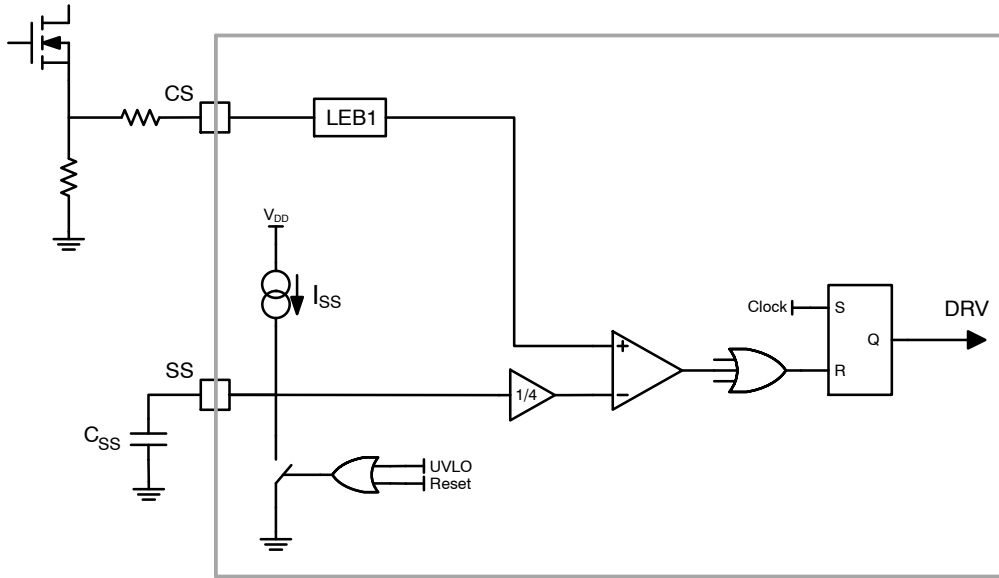 CS
LEB1
VDD
ISS
Clock
S
DRV
Q
R
SS
+
1/4
−
CSS
UVLO
Reset